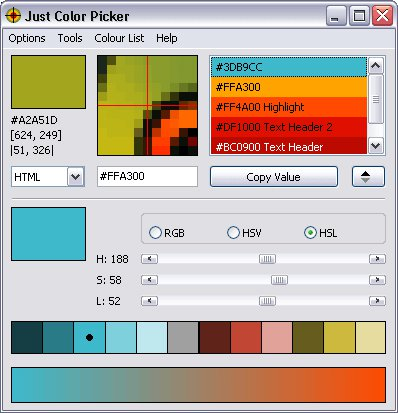 Just Color Picker
Options Tools Colour List Help
#A2A51D
[624, 249]
|51, 326|
#3DB9CC
#FFA300
#FF4A00 Highlight
#DF1000 Text Header 2
#BC0900 Text Header
HTML
#FFA300
Copy Value
RGB HSV HSL
H: 188
S: 58
L: 52